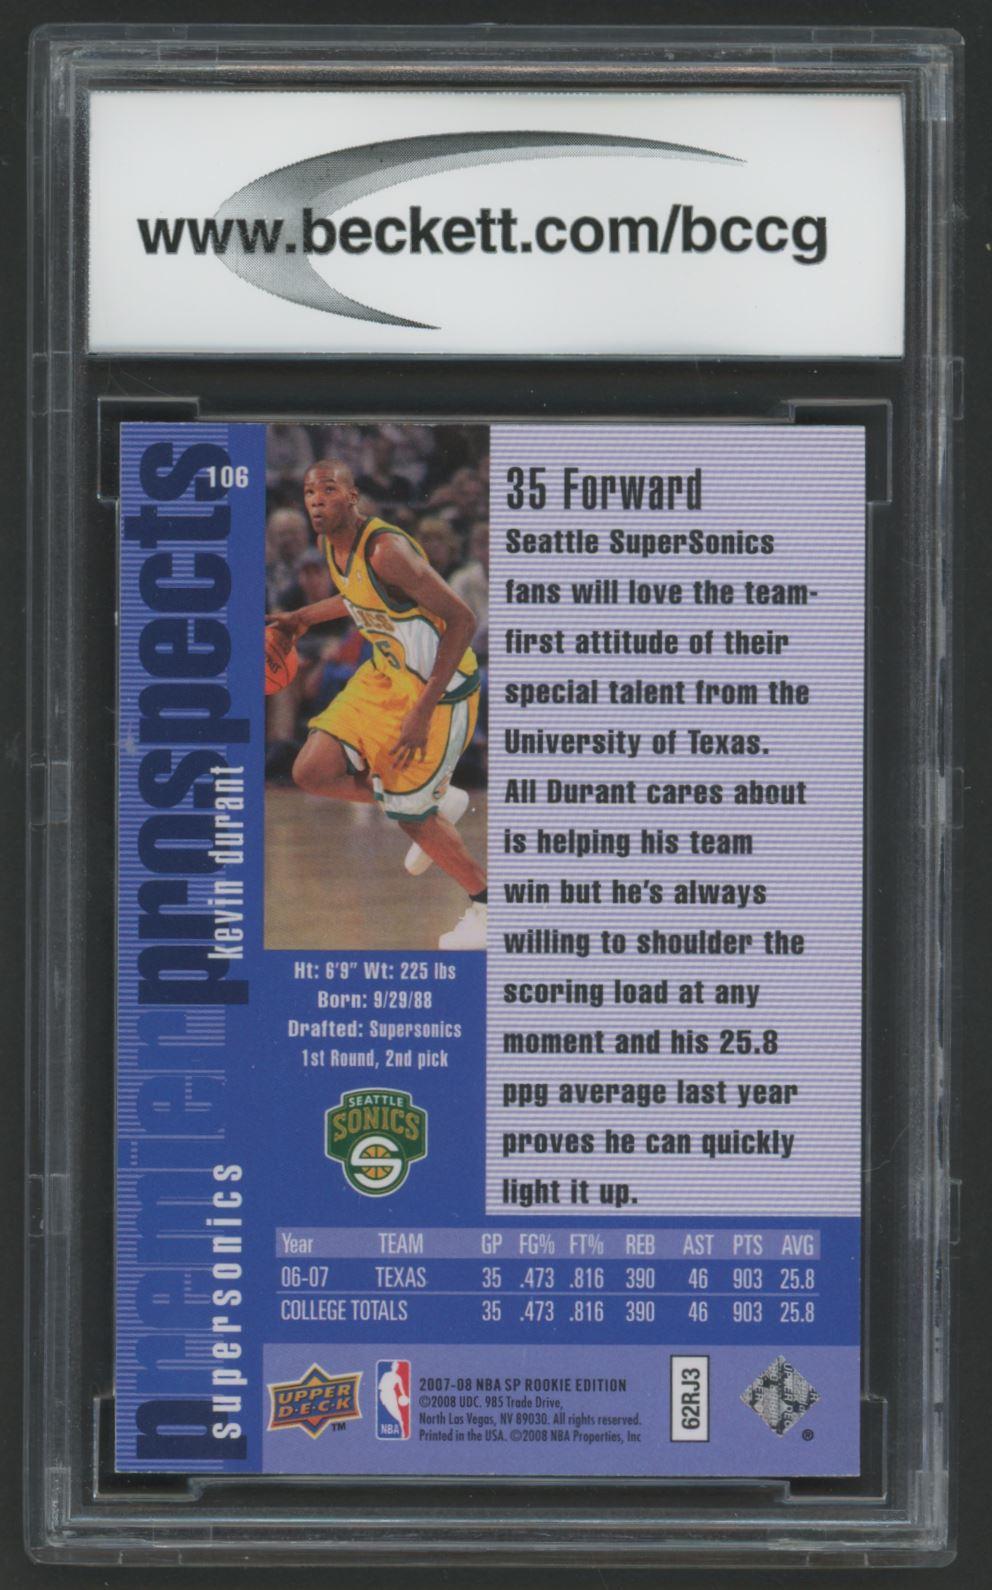 www.beckett.com/bccg
106
premier prospects
kevin durant
supersonics
35 Forward
Seattle SuperSonics
fans will love the team-
first attitude of their
special talent from the
University of Texas.
All Durant cares about
is helping his team
win but he's always
willing to shoulder the
scoring load at any
moment and his 25.8
ppg average last year
proves he can quickly
light it up.
Ht: 6'9" Wt: 225 lbs
Born: 9/29/88
Drafted: Supersonics
1st Round, 2nd pick
SEATTLE
SONICS
Year TEAM GP FG% FT% REB AST PTS AVG
06-07 TEXAS 35 .473 .816 390 46 903 25.8
COLLEGE TOTALS 35 .473 .816 390 46 903 25.8
UPPER
D·E·C·K
TM
NBA
2007-08 NBA SP ROOKIE EDITION
©2008 UDC. 985 Trade Drive,
North Las Vegas, NV 89030. All rights reserved.
Printed in the USA. ©2008 NBA Properties, Inc
62RJ3
®